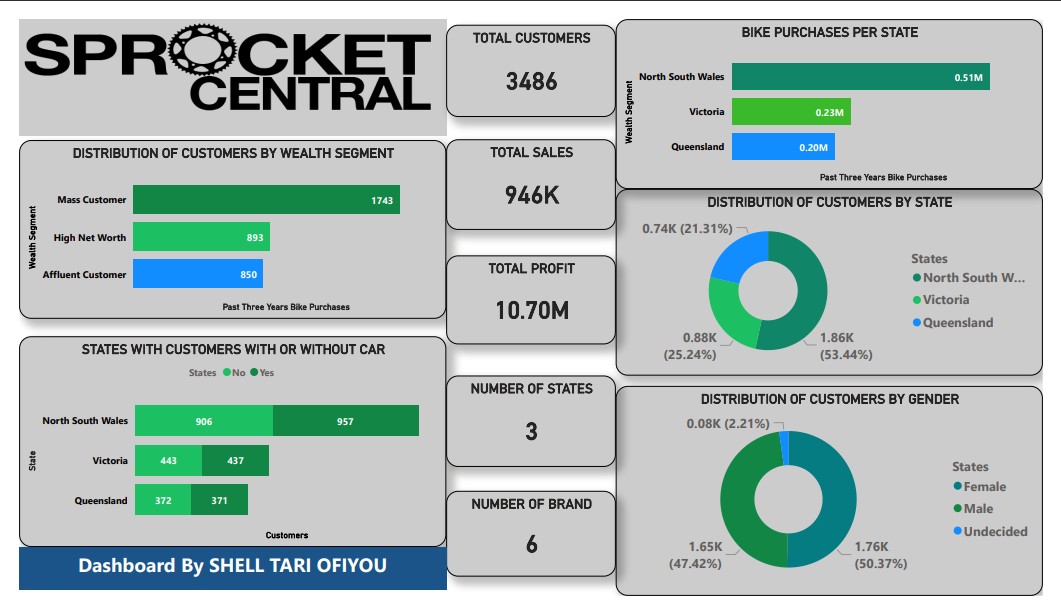 SPROCKET
CENTRAL
DISTRIBUTION OF CUSTOMERS BY WEALTH SEGMENT
Wealth Segment
Mass Customer 1743
High Net Worth 893
Affluent Customer 850
Past Three Years Bike Purchases
STATES WITH CUSTOMERS WITH OR WITHOUT CAR
States No Yes
State
North South Wales 906 957
Victoria 443 437
Queensland 372 371
Customers
Dashboard By SHELL TARI OFIYOU
TOTAL CUSTOMERS
3486
TOTAL SALES
946K
TOTAL PROFIT
10.70M
NUMBER OF STATES
3
NUMBER OF BRAND
6
BIKE PURCHASES PER STATE
Wealth Segment
North South Wales 0.51M
Victoria 0.23M
Queensland 0.20M
Past Three Years Bike Purchases
DISTRIBUTION OF CUSTOMERS BY STATE
0.74K (21.31%)
0.88K
(25.24%)
1.86K
(53.44%)
States
North South W...
Victoria
Queensland
DISTRIBUTION OF CUSTOMERS BY GENDER
0.08K (2.21%)
1.65K
(47.42%)
1.76K
(50.37%)
States
Female
Male
Undecided